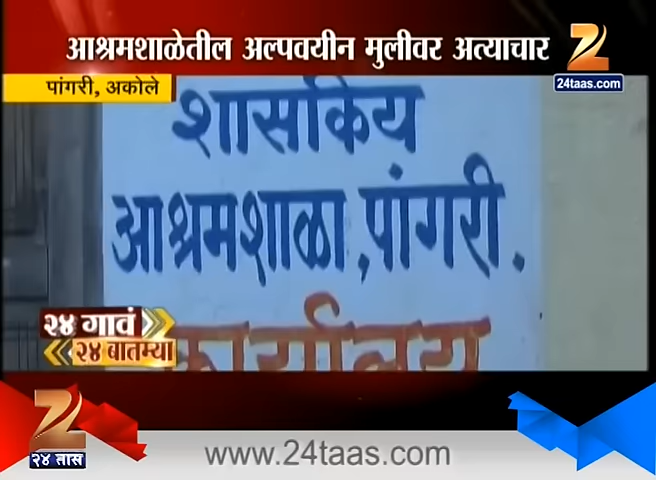 आश्रमशाळेतील अल्पवयीन मुलीवर अत्याचार
24taas.com
पांगरी, अकोले
शासकिय
आश्रमशाळा, पांगरी.
कार्यालय
२४ गावं
२४ बातम्या
२४ तास
www.24taas.com